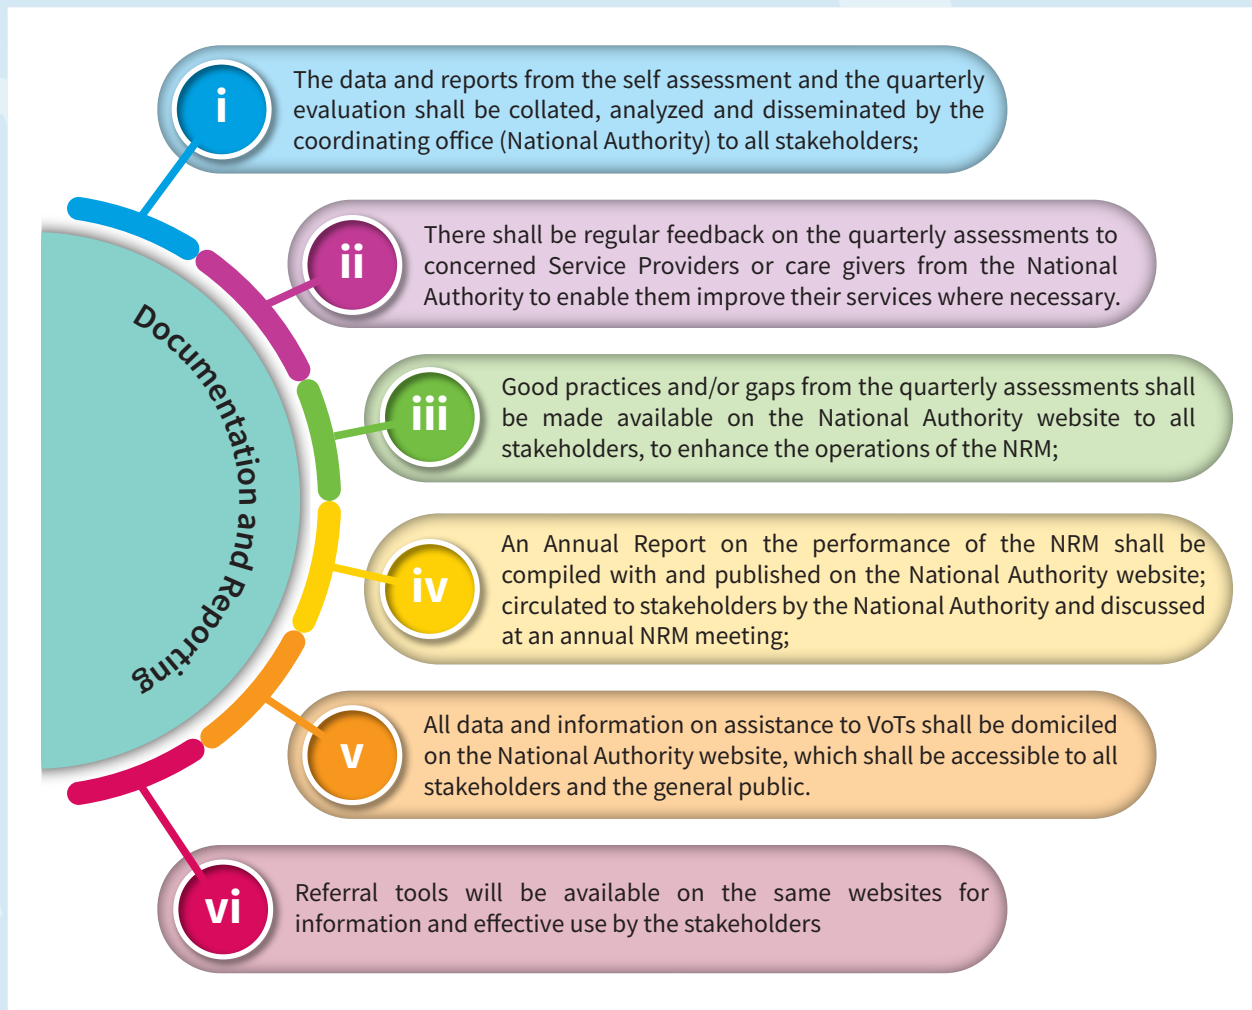 Documentation and Reporting
i
The data and reports from the self assessment and the quarterly
evaluation shall be collated, analyzed and disseminated by the
coordinating office (National Authority) to all stakeholders;
ii
There shall be regular feedback on the quarterly assessments to
concerned Service Providers or care givers from the National
Authority to enable them improve their services where necessary.
iii
Good practices and/or gaps from the quarterly assessments shall
be made available on the National Authority website to all
stakeholders, to enhance the operations of the NRM;
iv
An Annual Report on the performance of the NRM shall be
compiled with and published on the National Authority website;
circulated to stakeholders by the National Authority and discussed
at an annual NRM meeting;
v
All data and information on assistance to VoTs shall be domiciled
on the National Authority website, which shall be accessible to all
stakeholders and the general public.
vi
Referral tools will be available on the same websites for
information and effective use by the stakeholders